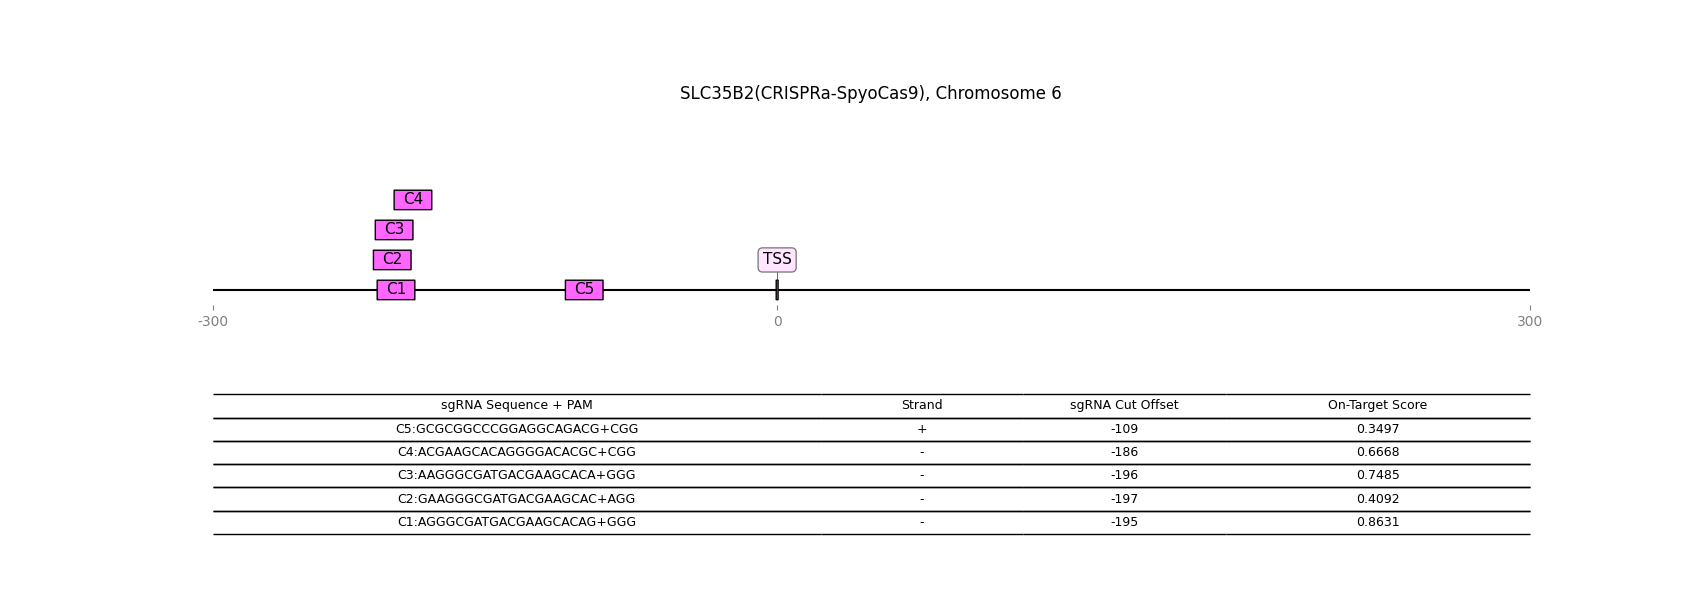 SLC35B2(CRISPRa-SpyoCas9), Chromosome 6
C4
C3
C2
TSS
C1
C5
-300
0
300
sgRNA Sequence + PAM Strand sgRNA Cut Offset On-Target Score
C5:GCGCGGCCCGGAGGCAGACG+CGG + -109 0.3497
C4:ACGAAGCACAGGGGACACGC+CGG - -186 0.6668
C3:AAGGGCGATGACGAAGCACA+GGG - -196 0.7485
C2:GAAGGGCGATGACGAAGCAC+AGG - -197 0.4092
C1:AGGGCGATGACGAAGCACAG+GGG - -195 0.8631